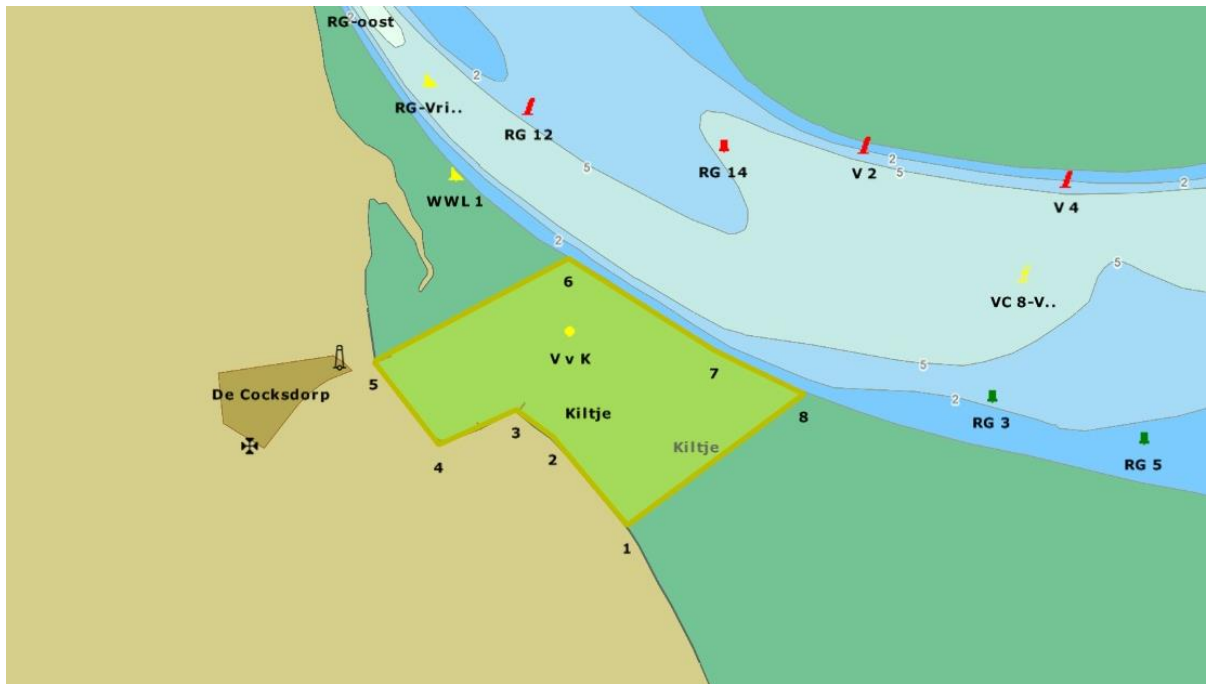 2
RG-oost
2
RG-Vri..
RG 12
RG 14
V 2
2
5
5
2
V 4
WWL 1
2
5
VC 8-V..
6
V v K
7
5
De Cocksdorp
5
2
RG 3
8
Kiltje
3
2
4
Kiltje
RG 5
1